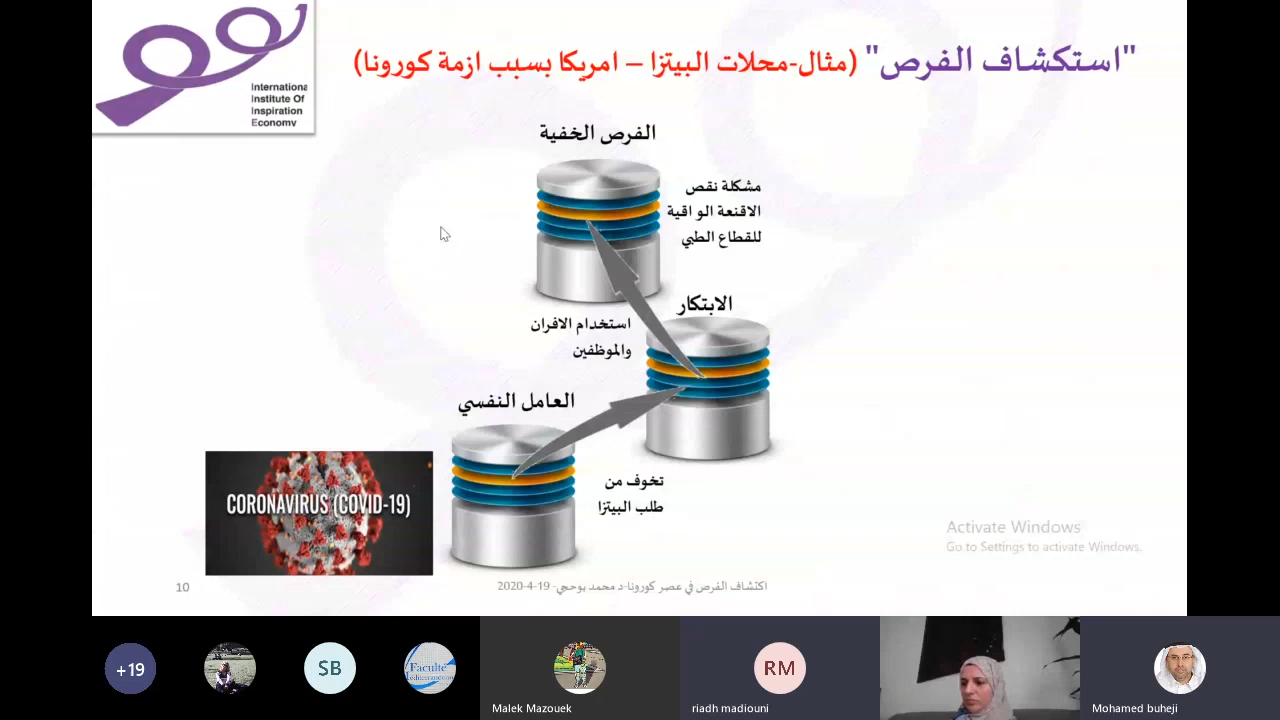 International
Institute Of
Inspiration
Economy
"استكشاف الفرص" (مثال-محلات البيتزا – امريكا بسبب ازمة كورونا)
الفرص الخفية
مشكلة نقص
الاقنعة الواقية
للقطاع الطبي
الابتكار
استخدام الافران
والموظفين
العامل النفسي
تخوف من
طلب البيتزا
CORONAVIRUS (COVID-19)
Activate Windows
Go to Settings to activate Windows.
10
اكتشاف الفرص في عصر كورونا-د محمد بوحجي- 19-4-2020
+19
SB
Faculté
RM
Malek Mazouek
riadh madiouni
Mohamed buheji